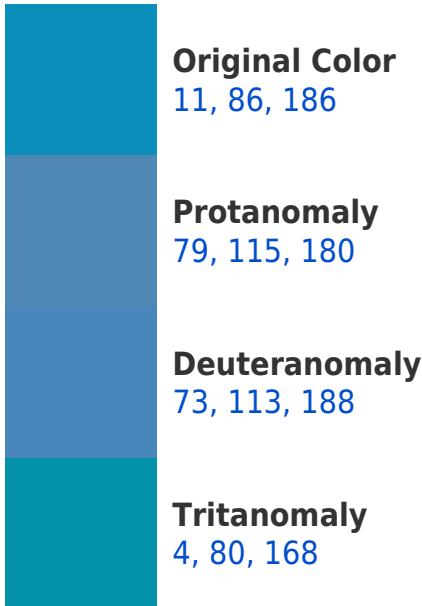 Original Color
11, 86, 186
Protanomaly
79, 115, 180
Deuteranomaly
73, 113, 188
Tritanomaly
4, 80, 168